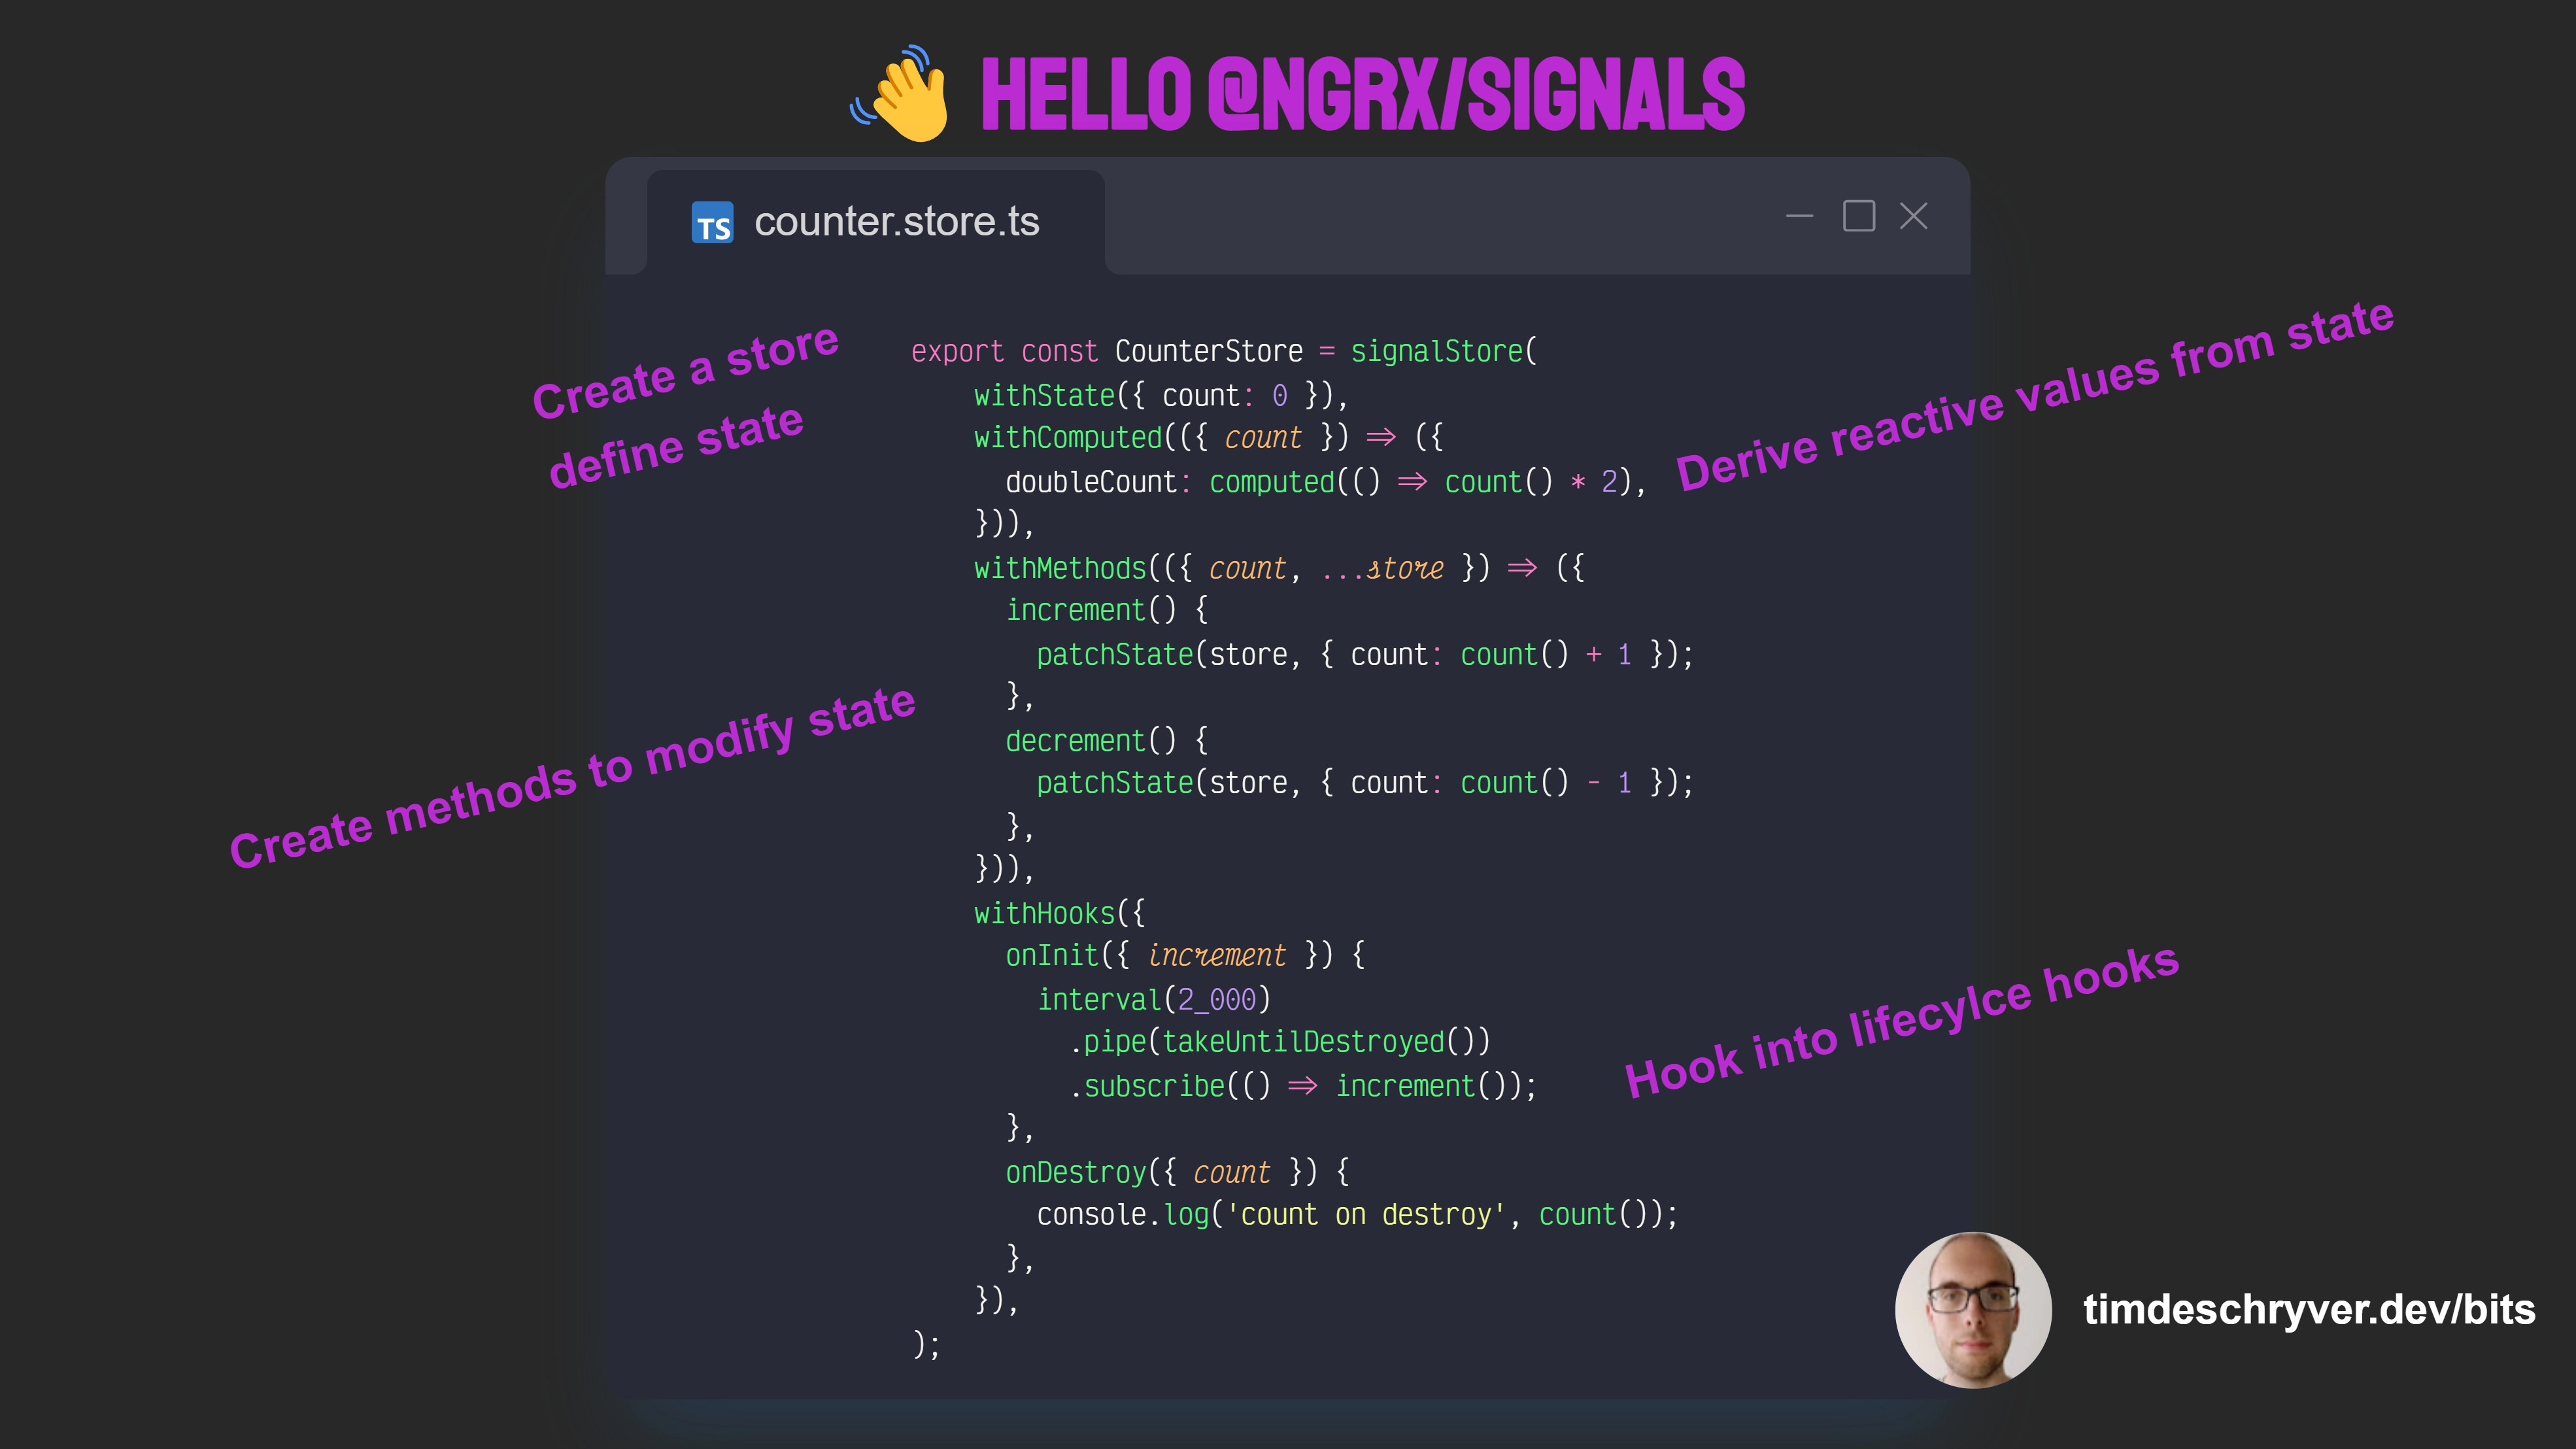 HELLO @NGRX/SIGNALS
TS counter.store.ts
Create a store
define state
Derive reactive values from state
Create methods to modify state
Hook into lifecylce hooks
export const CounterStore = signalStore(
    withState({ count: 0 }),
    withComputed(({ count }) => ({
      doubleCount: computed(() => count() * 2),
    })),
    withMethods(({ count, ...store }) => ({
      increment() {
        patchState(store, { count: count() + 1 });
      },
      decrement() {
        patchState(store, { count: count() - 1 });
      },
    })),
    withHooks({
      onInit({ increment }) {
        interval(2_000)
          .pipe(takeUntilDestroyed())
          .subscribe(() => increment());
      },
      onDestroy({ count }) {
        console.log('count on destroy', count());
      },
    }),
);
timdeschryver.dev/bits